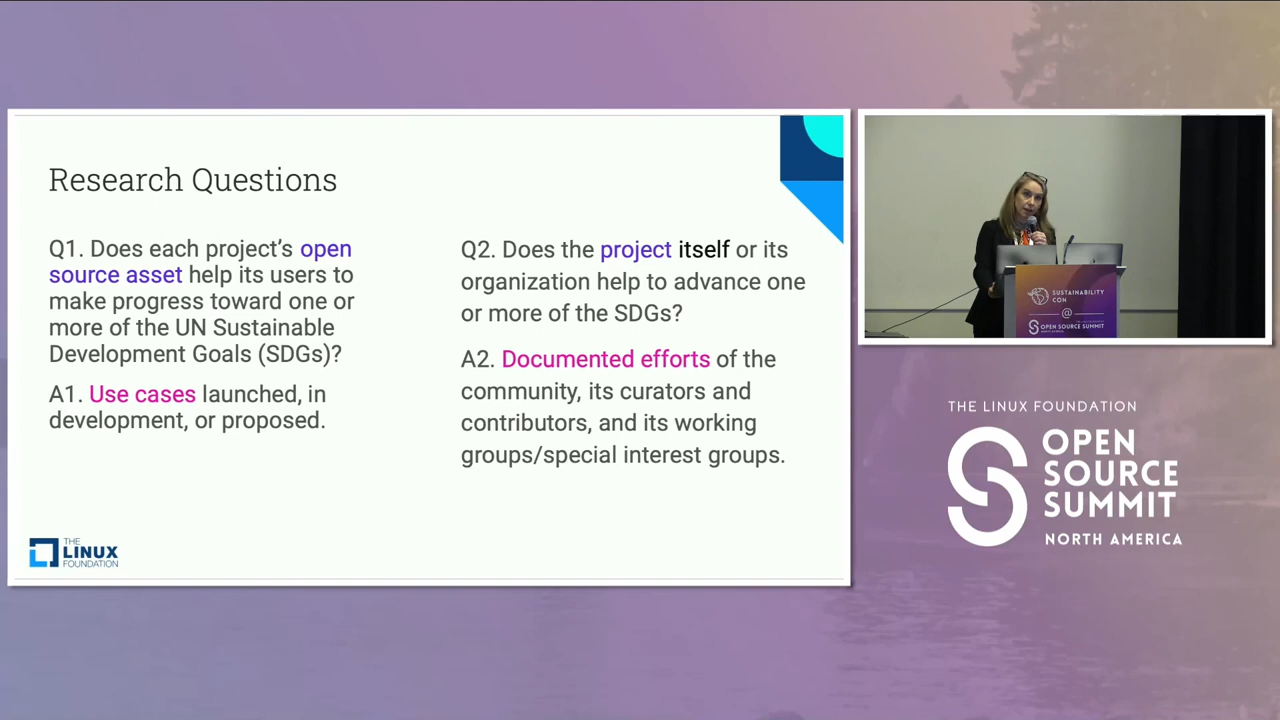 Research Questions
Q1. Does each project's open
source asset help its users to
make progress toward one or
more of the UN Sustainable
Development Goals (SDGs)?
A1. Use cases launched, in
development, or proposed.
Q2. Does the project itself or its
organization help to advance one
or more of the SDGs?
A2. Documented efforts of the
community, its curators and
contributors, and its working
groups/special interest groups.
THE
LINUX
FOUNDATION
SUSTAINABILITY
CON
@
OPEN SOURCE SUMMIT
THE LINUX FOUNDATION
OPEN
SOURCE
SUMMIT
NORTH AMERICA